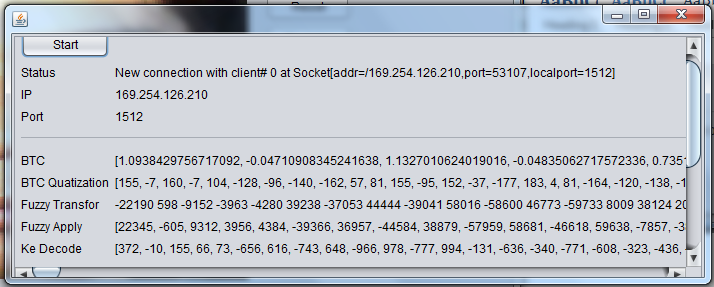 Start
Status New connection with client# 0 at Socket[addr=/169.254.126.210,port=53107,localport=1512]
IP 169.254.126.210
Port 1512
BTC [1.0938429756717092, -0.04710908345241638, 1.1327010624019016, -0.04835062717572336, 0.7351
BTC Quatization [155, -7, 160, -7, 104, -128, -96, -140, -162, 57, 81, 155, -95, 152, -37, -177, 183, 4, 81, -164, -120, -138, -1
Fuzzy Transfor -22190 598 -9152 -3963 -4280 39238 -37053 44444 -39041 58016 -58600 46773 -59733 8009 38124 20
Fuzzy Apply [22345, -605, 9312, 3956, 4384, -39366, 36957, -44584, 38879, -57959, 58681, -46618, 59638, -7857, -3
Ke Decode [372, -10, 155, 66, 73, -656, 616, -743, 648, -966, 978, -777, 994, -131, -636, -340, -771, -608, -323, -436,